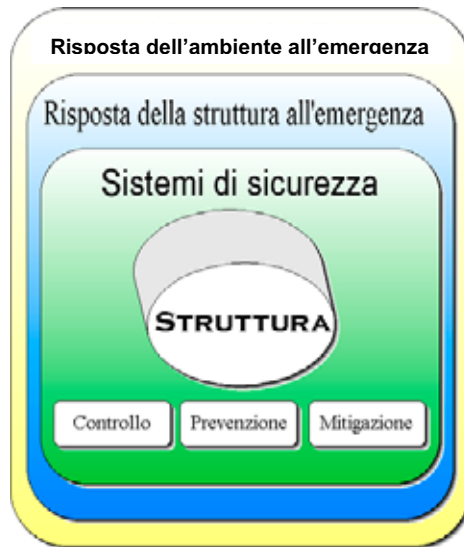 Risposta dell'ambiente all'emergenza
Risposta della struttura all'emergenza
Sistemi di sicurezza
STRUTTURA
Controllo
Prevenzione
Mitigazione